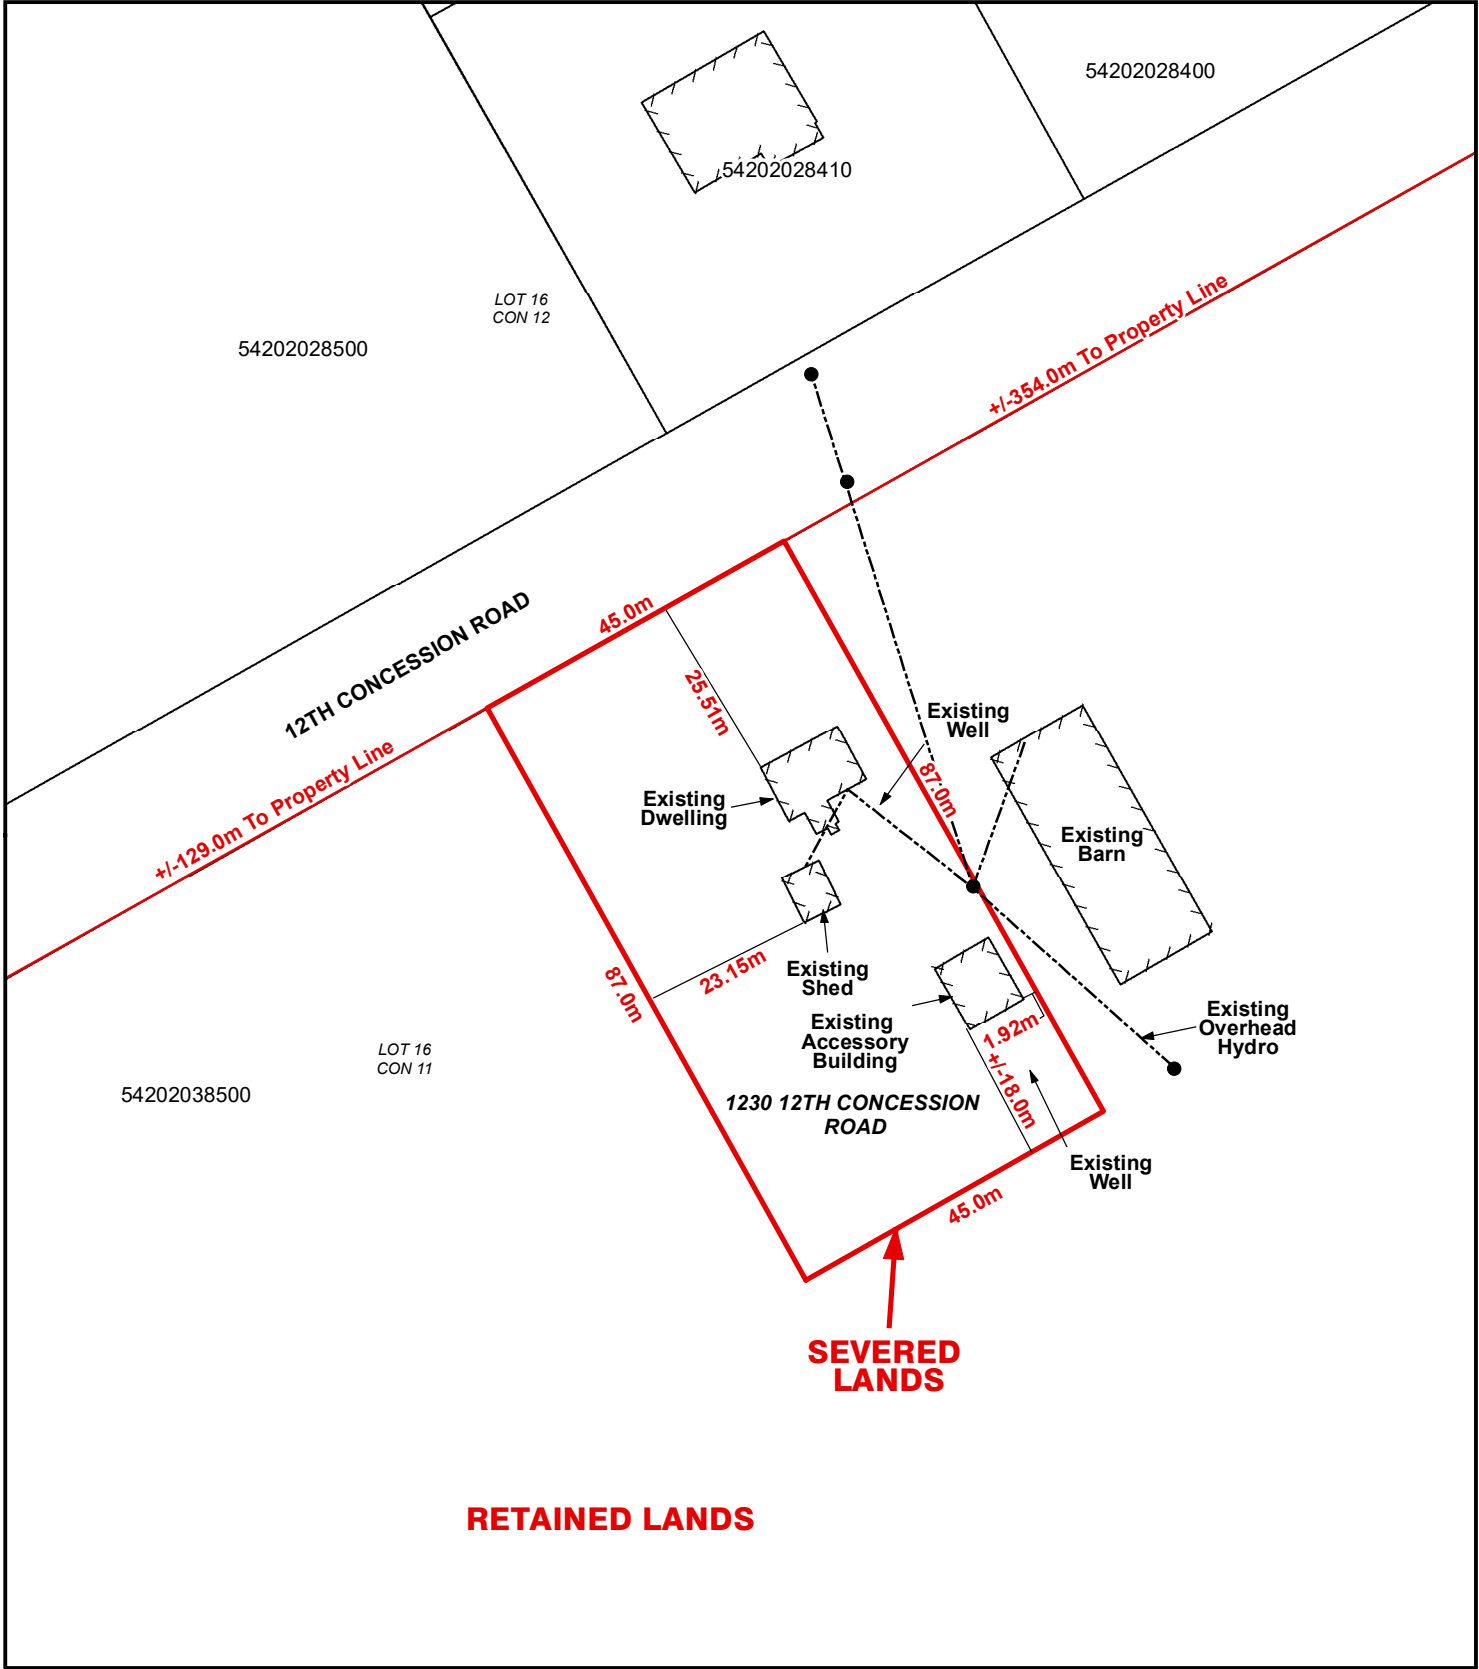 54202028400
54202028410
LOT 16
CON 12
54202028500
+/-354.0m To Property Line
12TH CONCESSION ROAD
45.0m
25.51m
+/-129.0m To Property Line
Existing
Well
87.0m
Existing
Dwelling
Existing
Barn
23.15m
87.0m
Existing
Shed
Existing
Accessory
Building
1.92m
+/-18.0m
Existing
Overhead
Hydro
LOT 16
CON 11
54202038500
1230 12TH CONCESSION
ROAD
Existing
Well
45.0m
SEVERED
LANDS
RETAINED LANDS